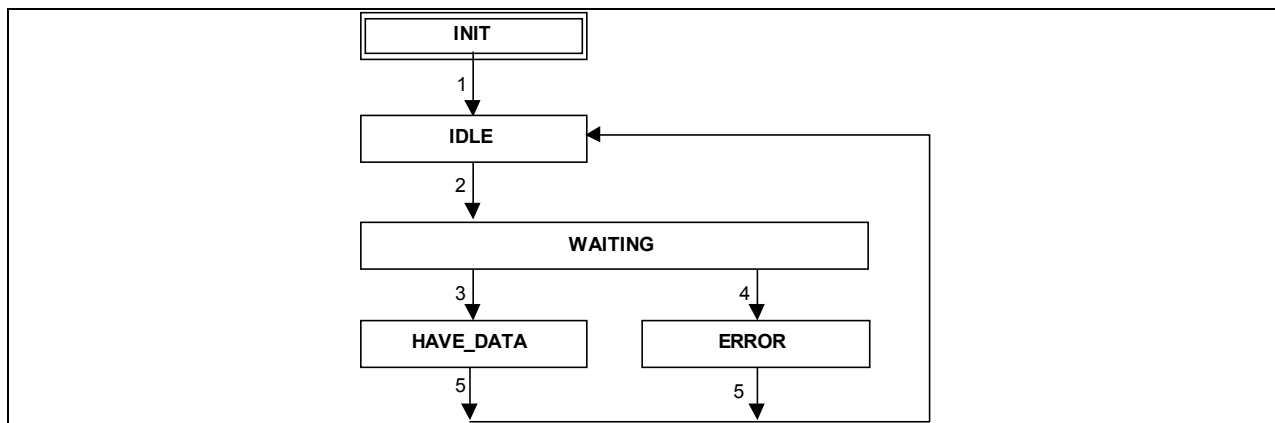 INIT
1
IDLE
2
WAITING
3 4
HAVE_DATA ERROR
5 5